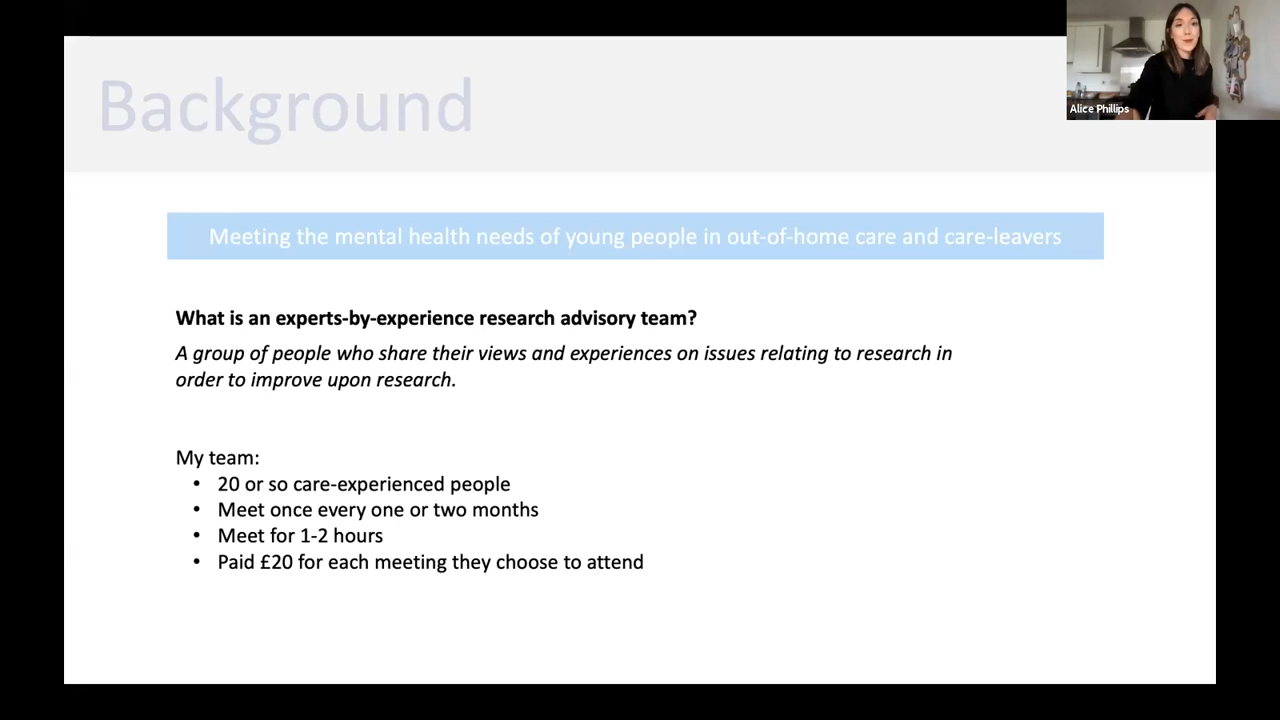 Background
Alice Phillips
Meeting the mental health needs of young people in out-of-home care and care-leavers
What is an experts-by-experience research advisory team?
A group of people who share their views and experiences on issues relating to research in
order to improve upon research.
My team:
• 20 or so care-experienced people
• Meet once every one or two months
• Meet for 1-2 hours
• Paid £20 for each meeting they choose to attend